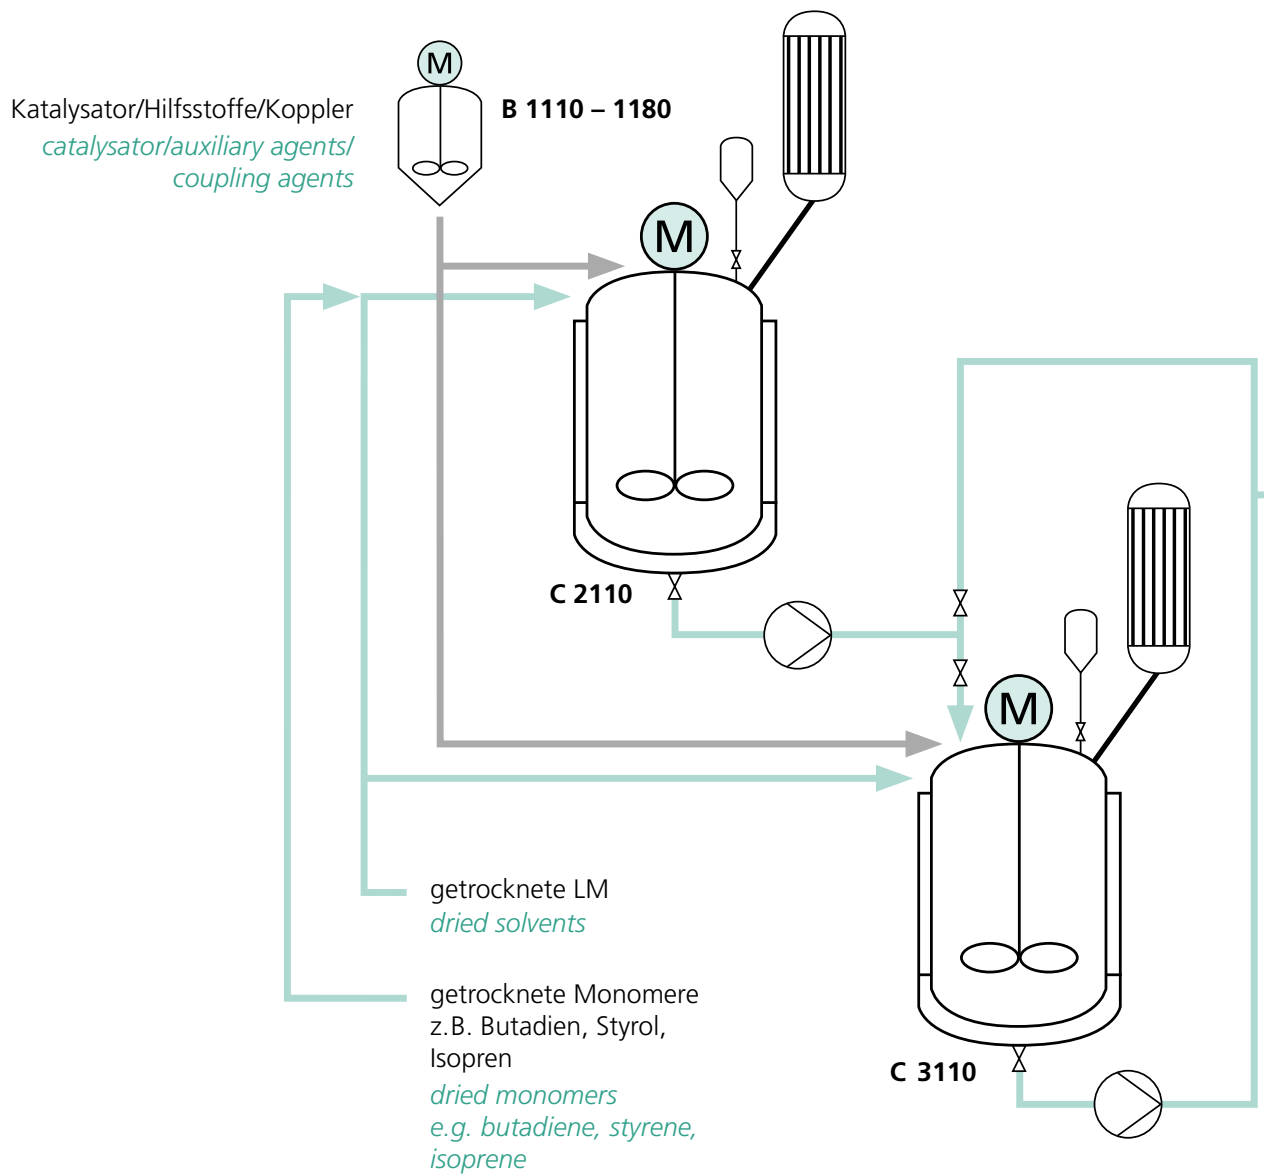 M
Katalysator/Hilfsstoffe/Koppler
catalysator/auxiliary agents/
coupling agents
B 1110 – 1180
M
C 2110
M
getrocknete LM
dried solvents
getrocknete Monomere
z.B. Butadien, Styrol,
Isopren
dried monomers
e.g. butadiene, styrene,
isoprene
C 3110